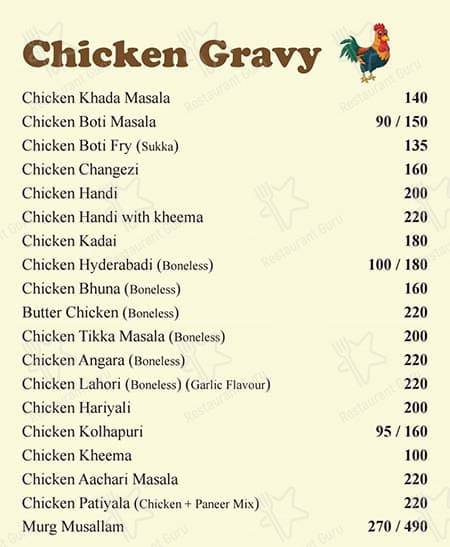 Chicken Gravy
Chicken Khada Masala 140
Chicken Boti Masala 90 / 150
Chicken Boti Fry (Sukka) 135
Chicken Changezi 160
Chicken Handi 200
Chicken Handi with kheema 220
Chicken Kadai 180
Chicken Hyderabadi (Boneless) 100 / 180
Chicken Bhuna (Boneless) 160
Butter Chicken (Boneless) 220
Chicken Tikka Masala (Boneless) 200
Chicken Angara (Boneless) 220
Chicken Lahori (Boneless) (Garlic Flavour) 220
Chicken Hariyali 200
Chicken Kolhapuri 95 / 160
Chicken Kheema 100
Chicken Aachari Masala 220
Chicken Patiyala (Chicken + Paneer Mix) 220
Murg Musallam 270 / 490
Restaurant Guru